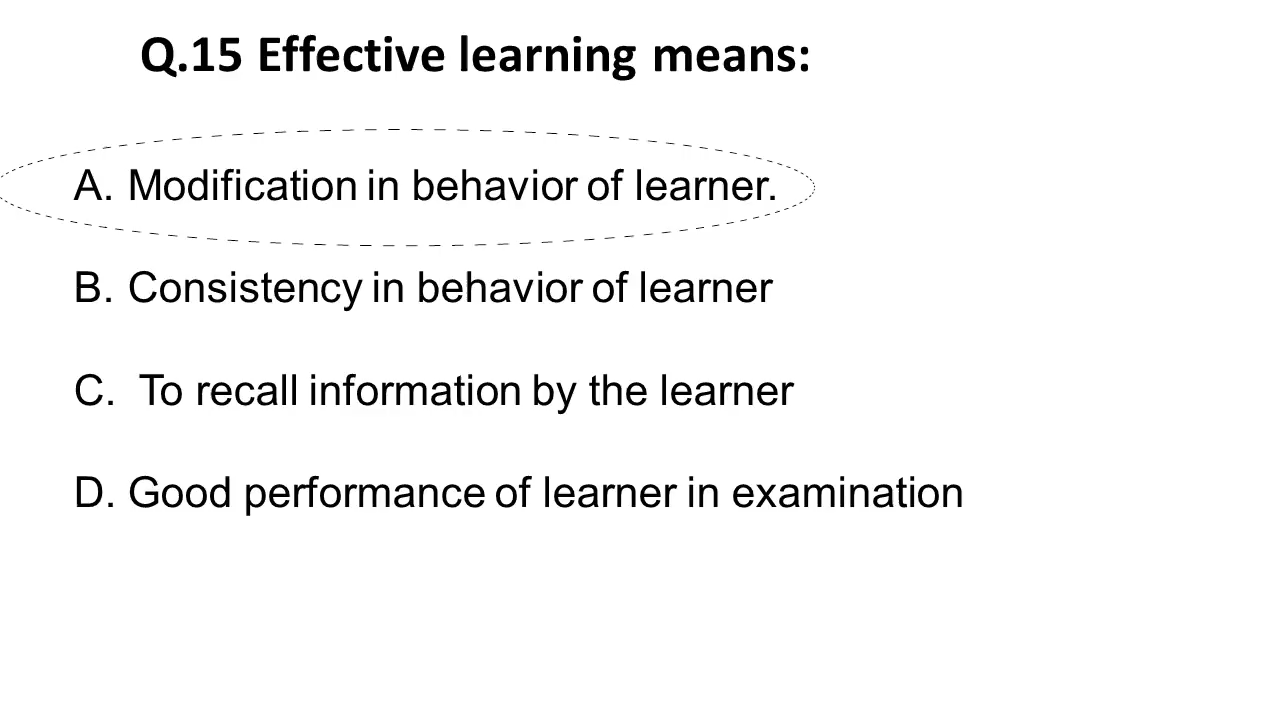 Q.15 Effective learning means:
A. Modification in behavior of learner.
B. Consistency in behavior of learner
C. To recall information by the learner
D. Good performance of learner in examination